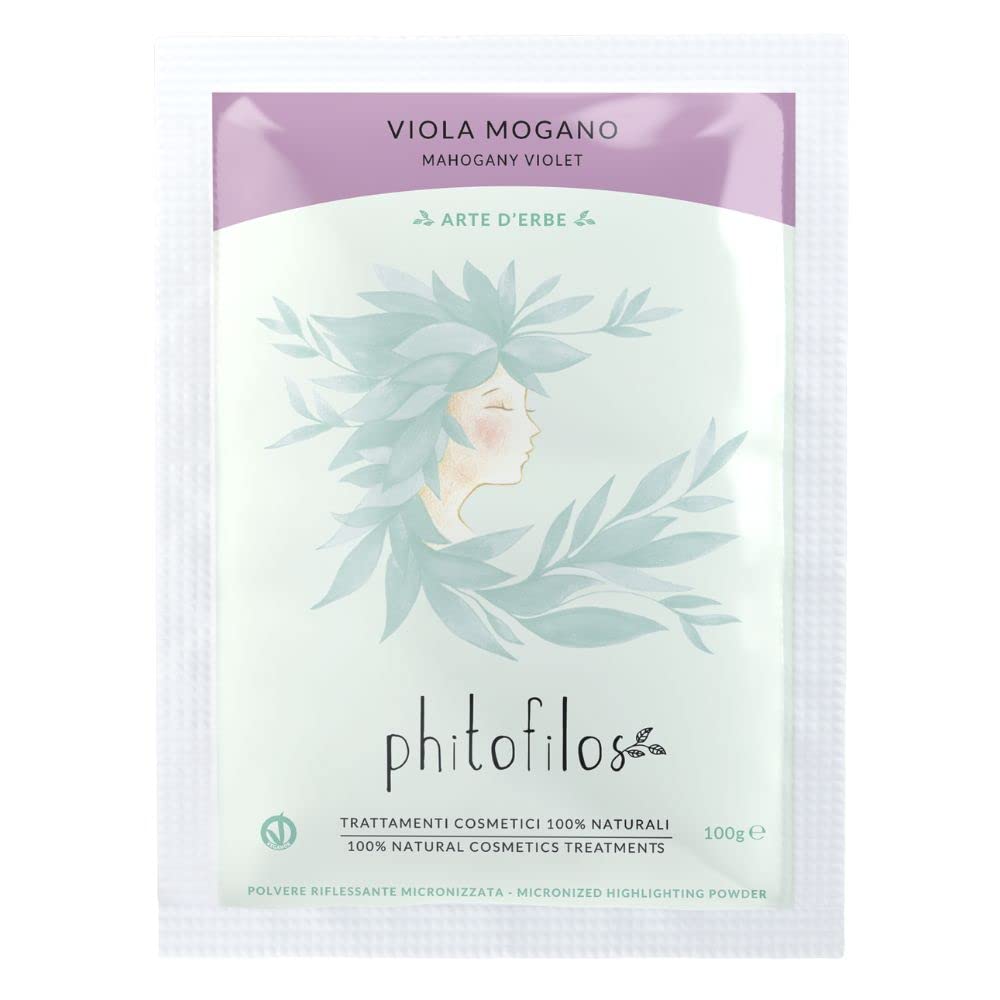 VIOLA MOGANO
MAHOGANY VIOLET
ARTE D'ERBE
phitofilos
TRATTAMENTI COSMETICI 100% NATURALI
100% NATURAL COSMETICS TREATMENTS
100g ℮
VEGANOK
POLVERE RIFLESSANTE MICRONIZZATA - MICRONIZED HIGHLIGHTING POWDER